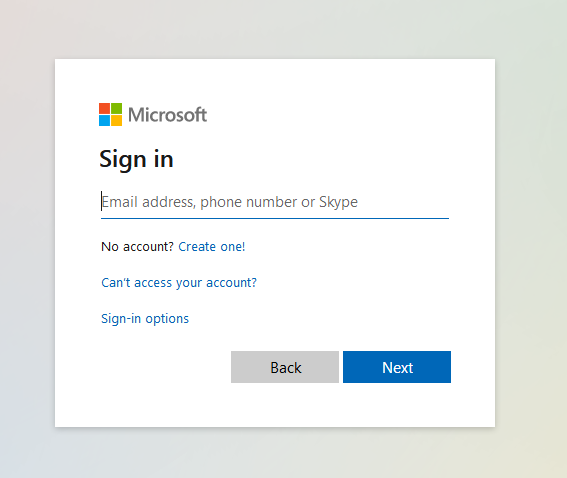 Microsoft
Sign in
Email address, phone number or Skype
No account? Create one!
Can't access your account?
Sign-in options
Back
Next